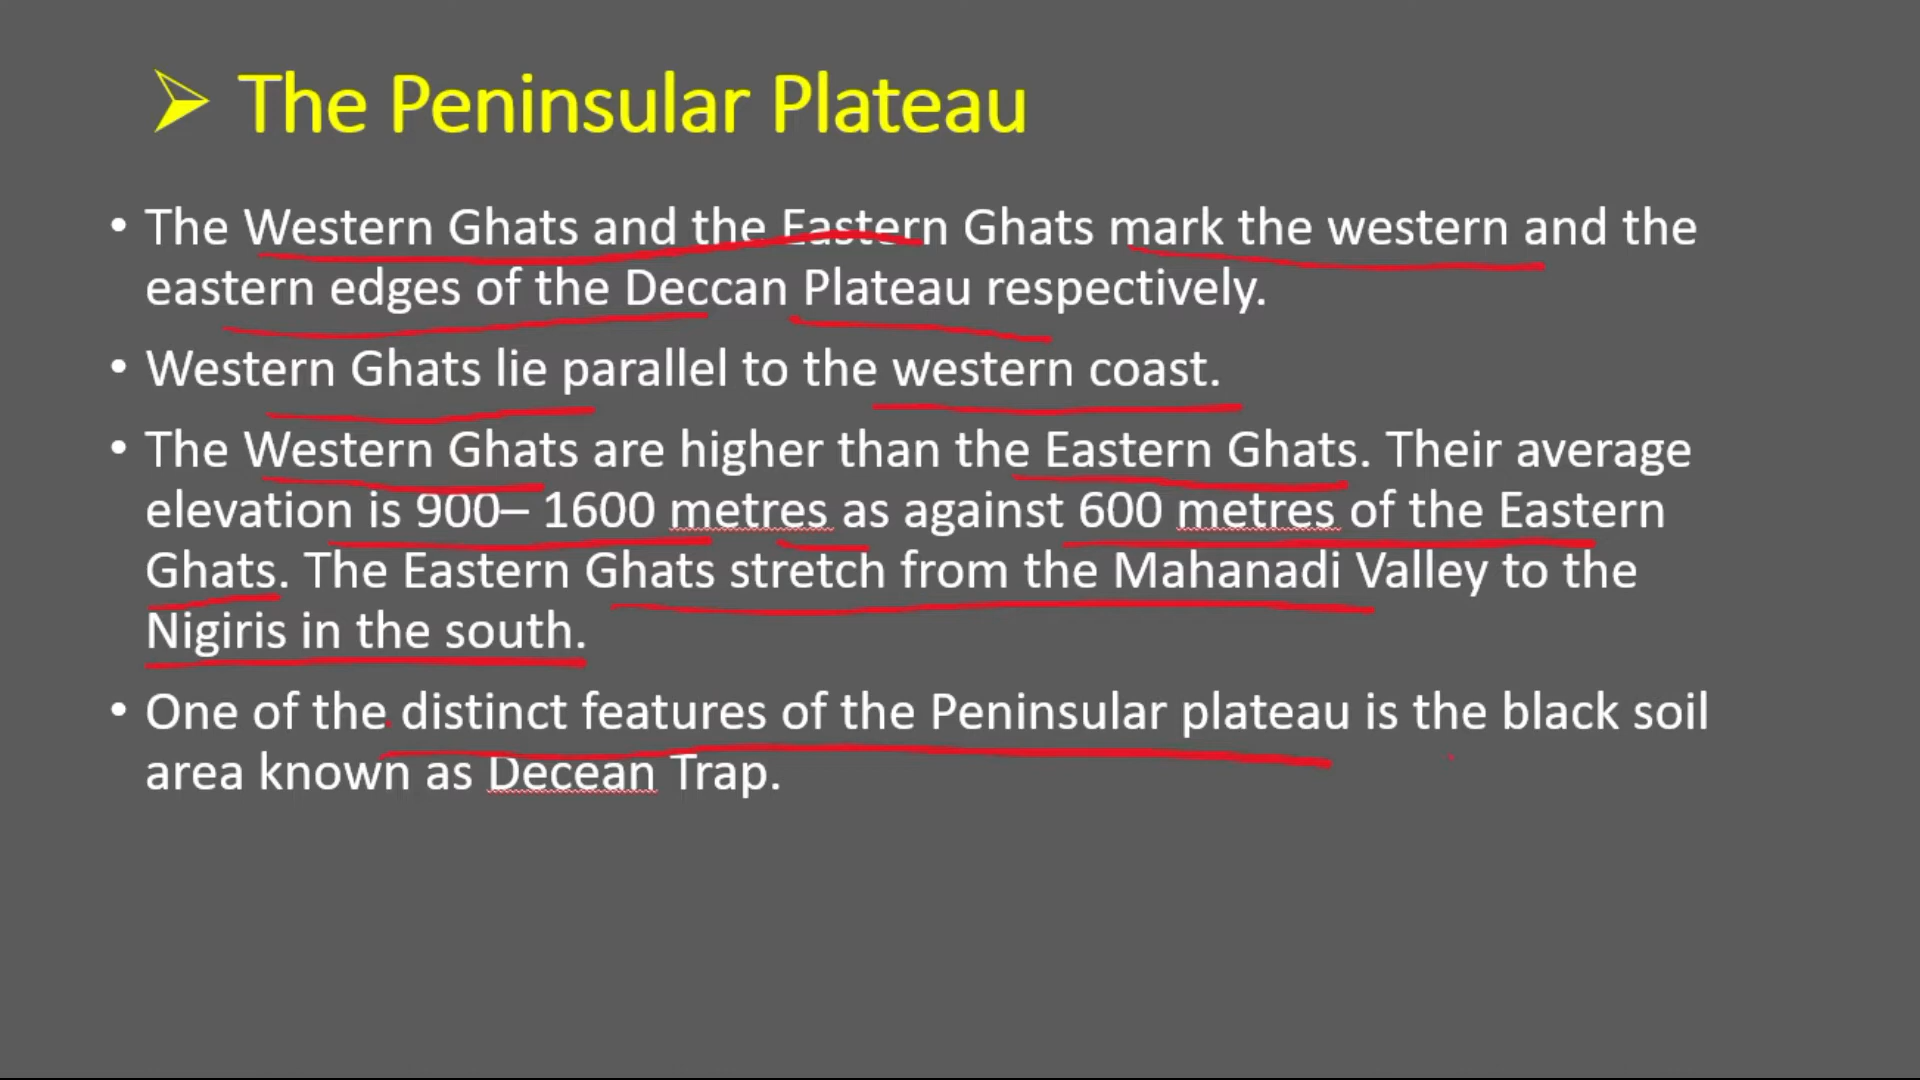 ➢ The Peninsular Plateau
• The Western Ghats and the Eastern Ghats mark the western and the
eastern edges of the Deccan Plateau respectively.
• Western Ghats lie parallel to the western coast.
• The Western Ghats are higher than the Eastern Ghats. Their average
elevation is 900– 1600 metres as against 600 metres of the Eastern
Ghats. The Eastern Ghats stretch from the Mahanadi Valley to the
Nigiris in the south.
• One of the distinct features of the Peninsular plateau is the black soil
area known as Decean Trap.